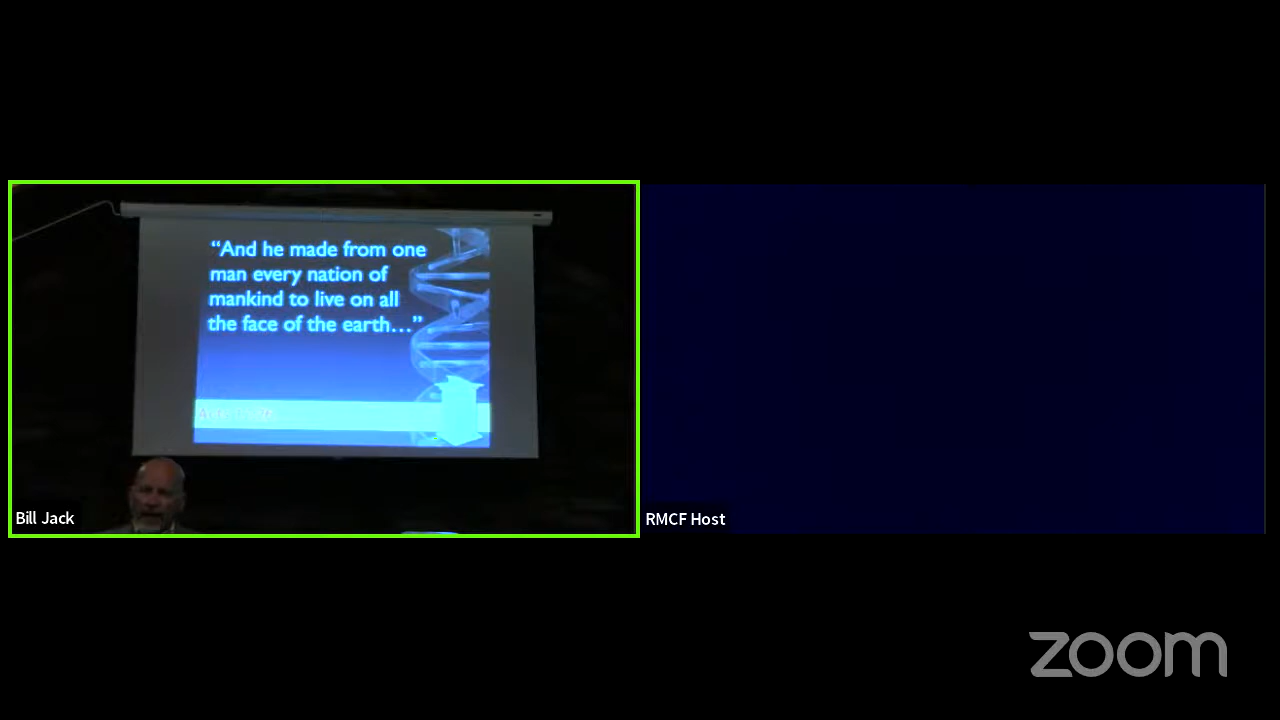 “And he made from one
man every nation of
mankind to live on all
the face of the earth…”
Bill Jack
RMCF Host
zoom